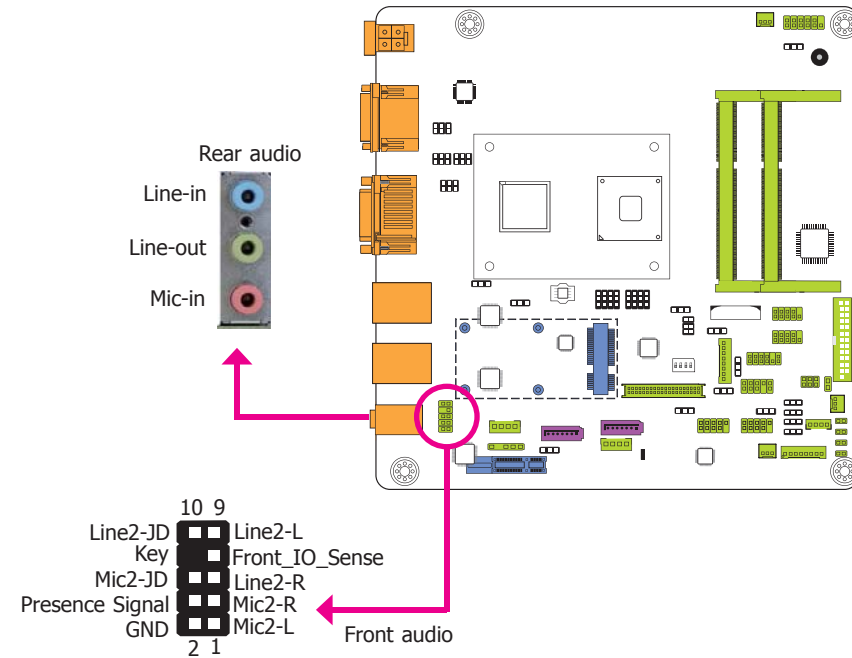 Rear audio
Line-in
Line-out
Mic-in
10 9
Line2-JD Line2-L
Key Front_IO_Sense
Mic2-JD Line2-R
Presence Signal Mic2-R
GND Mic2-L
2 1
Front audio